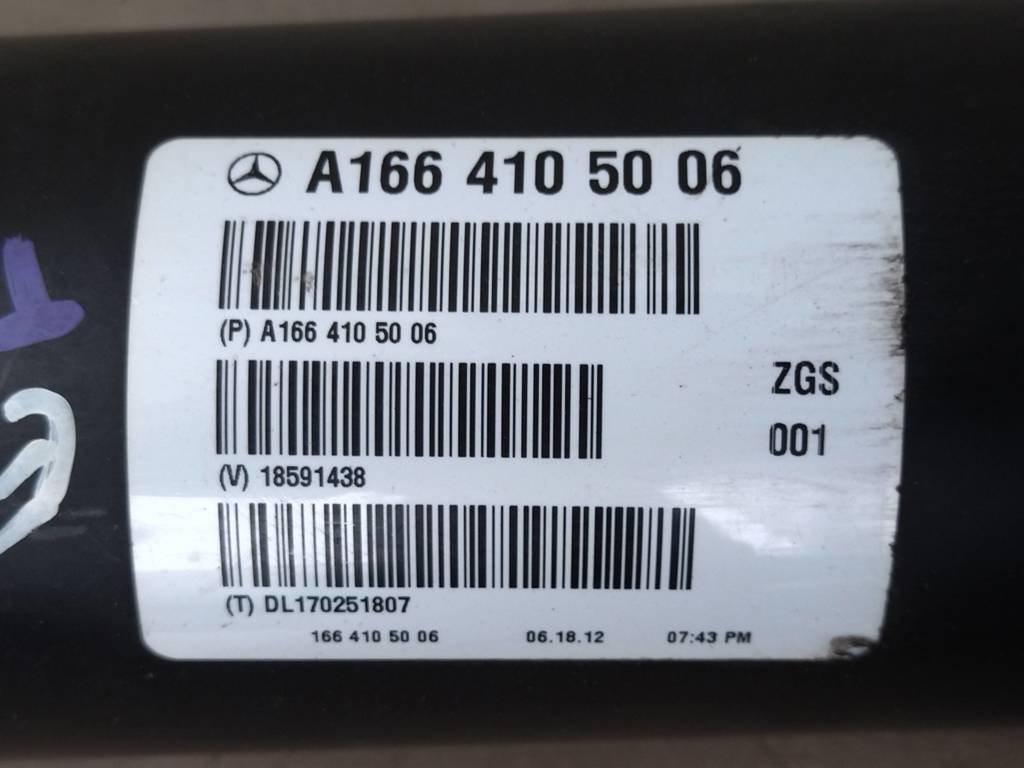 A166 410 50 06
(P) A166 410 50 06
ZGS
001
(V) 18591438
(T) DL170251807
166 410 50 06 06.18.12 07:43 PM